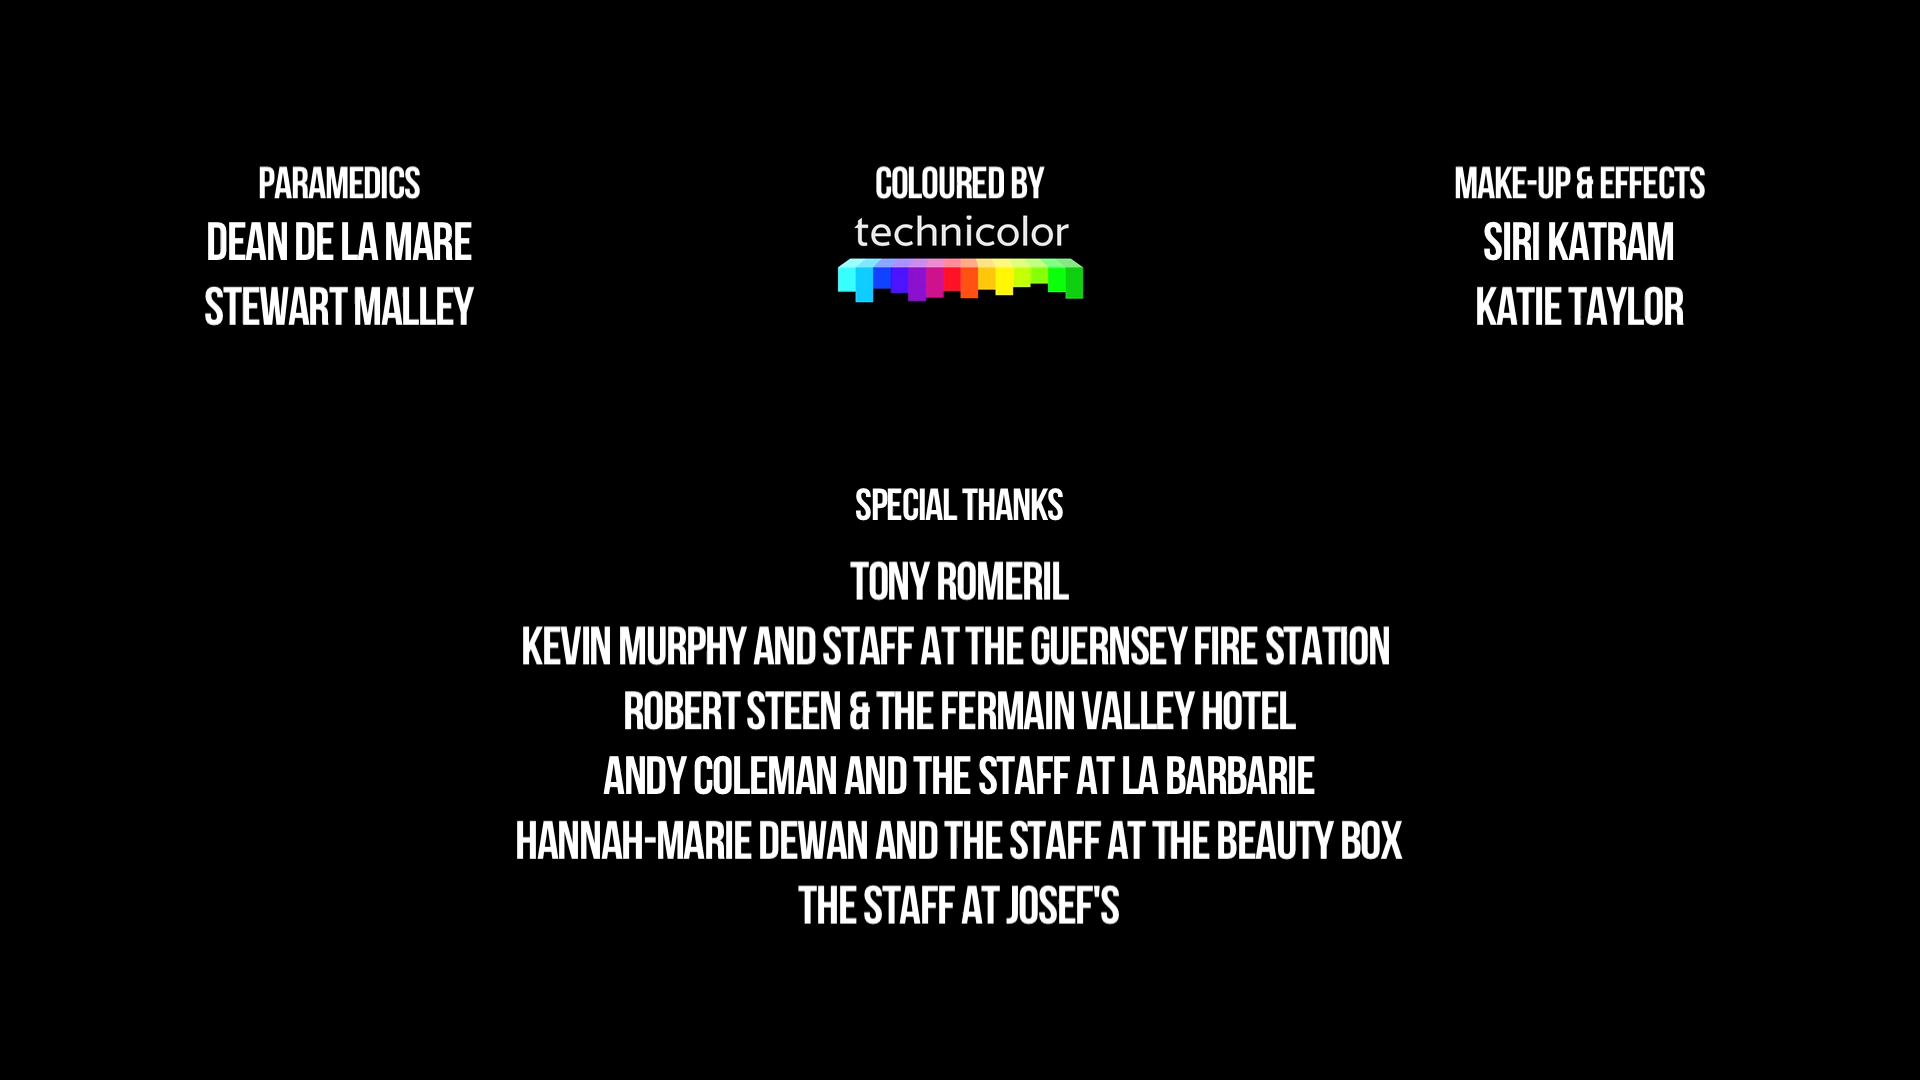 PARAMEDICS
DEAN DE LA MARE
STEWART MALLEY
COLOURED BY
technicolor
MAKE-UP & EFFECTS
SIRI KATRAM
KATIE TAYLOR
SPECIAL THANKS
TONY ROMERIL
KEVIN MURPHY AND STAFF AT THE GUERNSEY FIRE STATION
ROBERT STEEN & THE FERMAIN VALLEY HOTEL
ANDY COLEMAN AND THE STAFF AT LA BARBARIE
HANNAH-MARIE DEWAN AND THE STAFF AT THE BEAUTY BOX
THE STAFF AT JOSEF'S